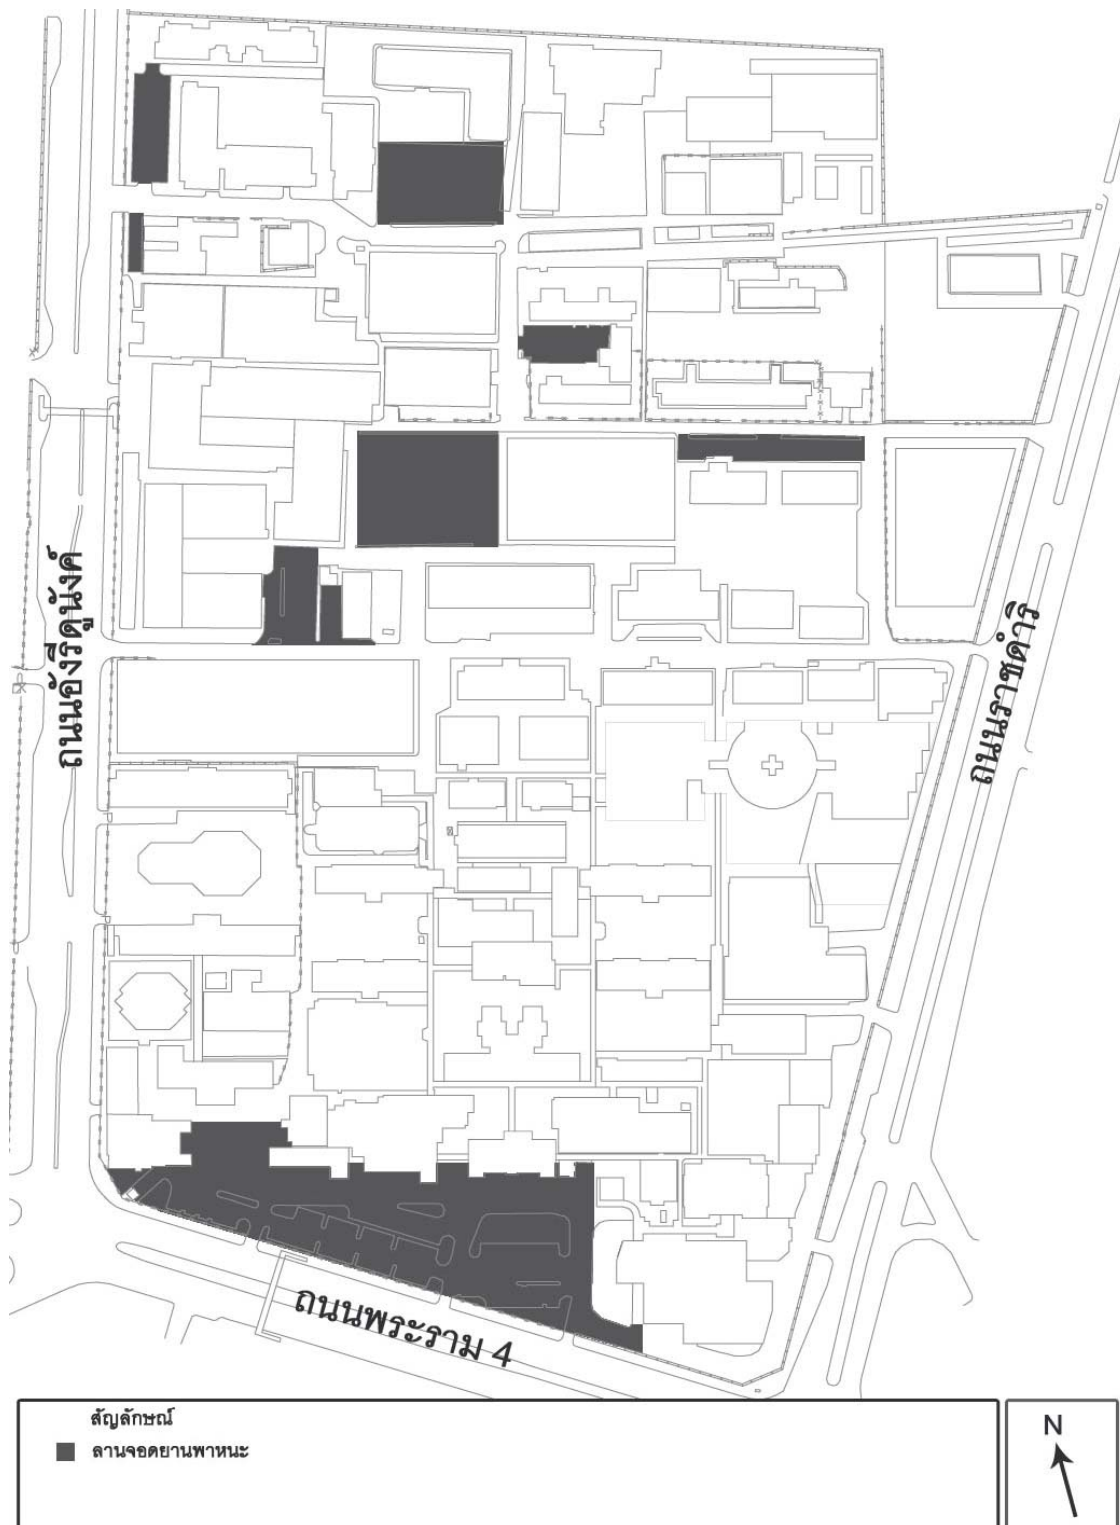 ถนนอังรีดูนังต์
ถนนราชดำริ
ถนนพระราม 4
สัญลักษณ์
ลานจอดยานพาหนะ
N